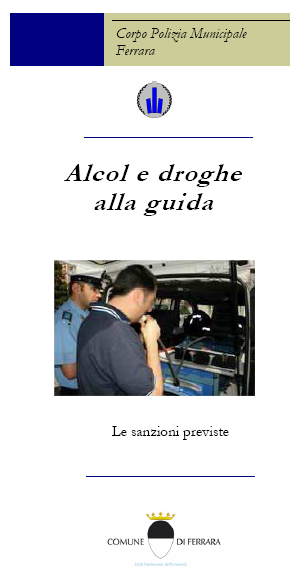 Corpo Polizia Municipale
Ferrara
Alcol e droghe
alla guida
Le sanzioni previste
COMUNE DI FERRARA